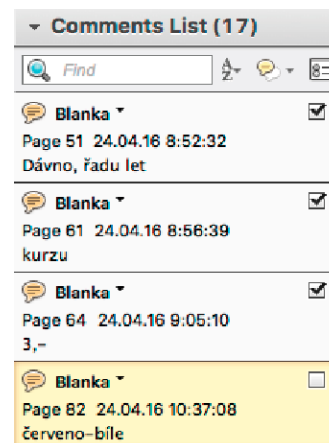 Comments List (17)
Find
Blanka
Page 51 24.04.16 8:52:32
Dávno, řadu let
Blanka
Page 61 24.04.16 8:56:39
kurzu
Blanka
Page 64 24.04.16 9:05:10
3,–
Blanka
Page 82 24.04.16 10:37:08
červeno–bíle